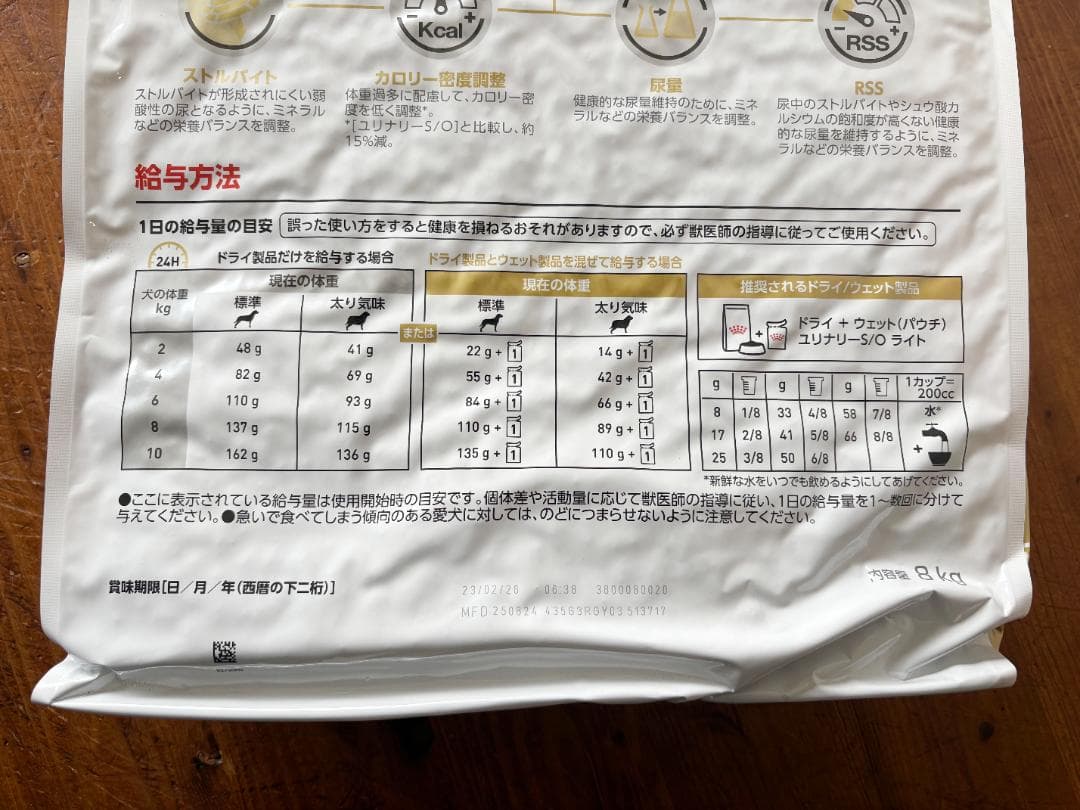 Kcal
RSS
ストルバイト
ストルバイトが形成されにくい弱
酸性の尿となるように、ミネラル
などの栄養バランスを調整。
カロリー密度調整
体重過多に配慮して、カロリー密
度を低く調整*。
*[ユリナリーS/O]と比較し、約
15%減。
尿量
健康的な尿量維持のために、ミネ
ラルなどの栄養バランスを調整。
RSS
尿中のストルバイトやシュウ酸カ
ルシウムの飽和度が高くない健康
的な尿量を維持するように、ミネ
ラルなどの栄養バランスを調整。
給与方法
1日の給与量の目安 誤った使い方をすると健康を損ねるおそれがありますので、必ず獣医師の指導に従ってご使用ください。
24H
ドライ製品だけを給与する場合
犬の体重 kg
現在の体重
標準 太り気味
2 48 g 41 g
4 82 g 69 g
6 110 g 93 g
8 137 g 115 g
10 162 g 136 g
または
ドライ製品とウェット製品を混ぜて給与する場合
現在の体重
標準 太り気味
22 g + 1 14 g + 1
55 g + 1 42 g + 1
84 g + 1 66 g + 1
110 g + 1 89 g + 1
135 g + 1 110 g + 1
推奨されるドライ/ウェット製品
ドライ + ウェット(パウチ)
ユリナリーS/O ライト
g g g 1カップ=
200cc
8 1/8 33 4/8 58 7/8 水*
17 2/8 41 5/8 66 8/8 +
25 3/8 50 6/8
*新鮮な水をいつでも飲めるようにしてあげてください。
●ここに表示されている給与量は使用開始時の目安です。個体差や活動量に応じて獣医師の指導に従い、1日の給与量を1〜数回に分けて
与えてください。●急いで食べてしまう傾向のある愛犬に対しては、のどにつまらせないように注意してください。
賞味期限[日/月/年(西暦の下二桁)]
23/02/26 06:38 3800080020
MFD 250824 43563RGY03 513717
内容量 8kg